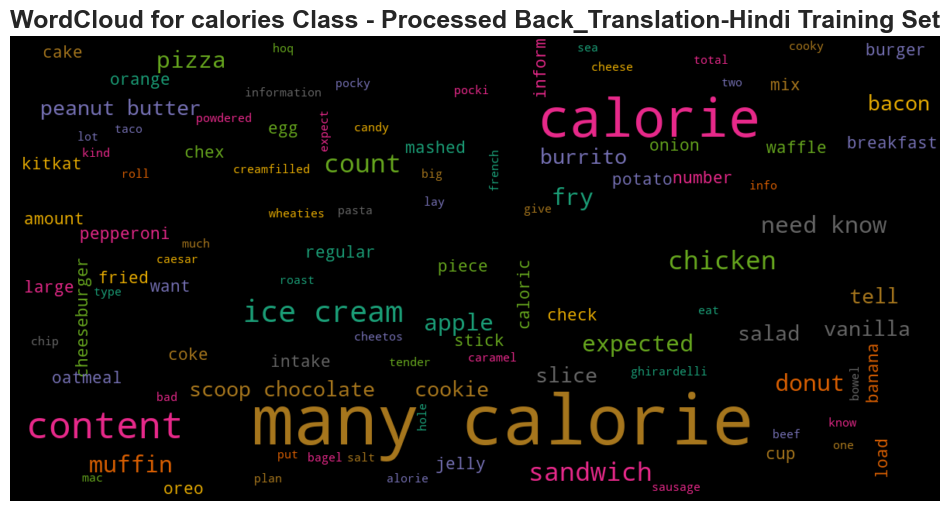 WordCloud for calories Class - Processed Back_Translation-Hindi Training Set
cake
pizza
hoq
inform
sea
cooky
burger
orange
cheese
total
information
pocky
pocki
two
mix
peanut butter
powdered
calorie
bacon
lot
taco
egg
expect
candy
mashed
onion
waffle
breakfast
kind
chex
count
french
burrito
kitkat
roll
creamfilled
big
potato
number
info
fry
lay
give
amount
wheaties
pasta
need know
pepperoni
much
regular
chicken
caesar
piece
caloric
cheeseburger
fried
roast
large
type
want
tell
ice cream
apple
check
eat
vanilla
chip
cheetos
stick
expected
salad
coke
intake
tender
caramel
oatmeal
slice
ghirardelli
bowel
banana
scoop chocolate
cookie
donut
bad
hole
many calorie
content
know
beef
one
muffin
put
bagel
salt
jelly
sandwich
cup
load
mac
oreo
plan
alorie
sausage